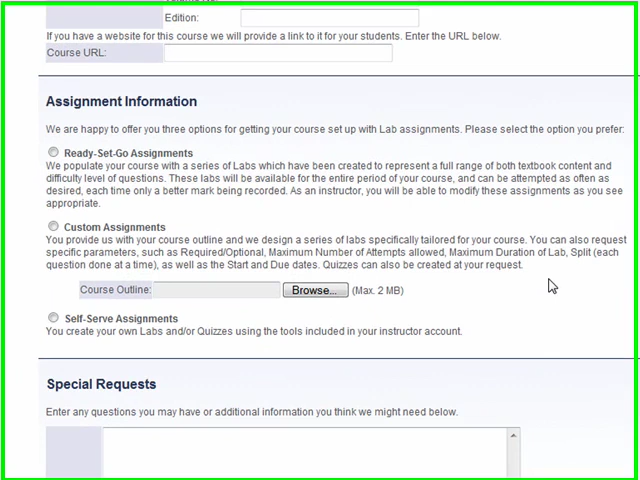 Edition:
If you have a website for this course we will provide a link to it for your students. Enter the URL below.
Course URL:
Assignment Information
We are happy to offer you three options for getting your course set up with Lab assignments. Please select the option you prefer:
Ready-Set-Go Assignments
We populate your course with a series of Labs which have been created to represent a full range of both textbook content and
difficulty level of questions. These labs will be available for the entire period of your course, and can be attempted as often as
desired, each time only a better mark being recorded. As an instructor, you will be able to modify these assignments as you see
appropriate.
Custom Assignments
You provide us with your course outline and we design a series of labs specifically tailored for your course. You can also request
specific parameters, such as Required/Optional, Maximum Number of Attempts allowed, Maximum Duration of Lab, Split (each
question done at a time), as well as the Start and Due dates. Quizzes can also be created at your request.
Course Outline: Browse... (Max. 2 MB)
Self-Serve Assignments
You create your own Labs and/or Quizzes using the tools included in your instructor account.
Special Requests
Enter any questions you may have or additional information you think we might need below.